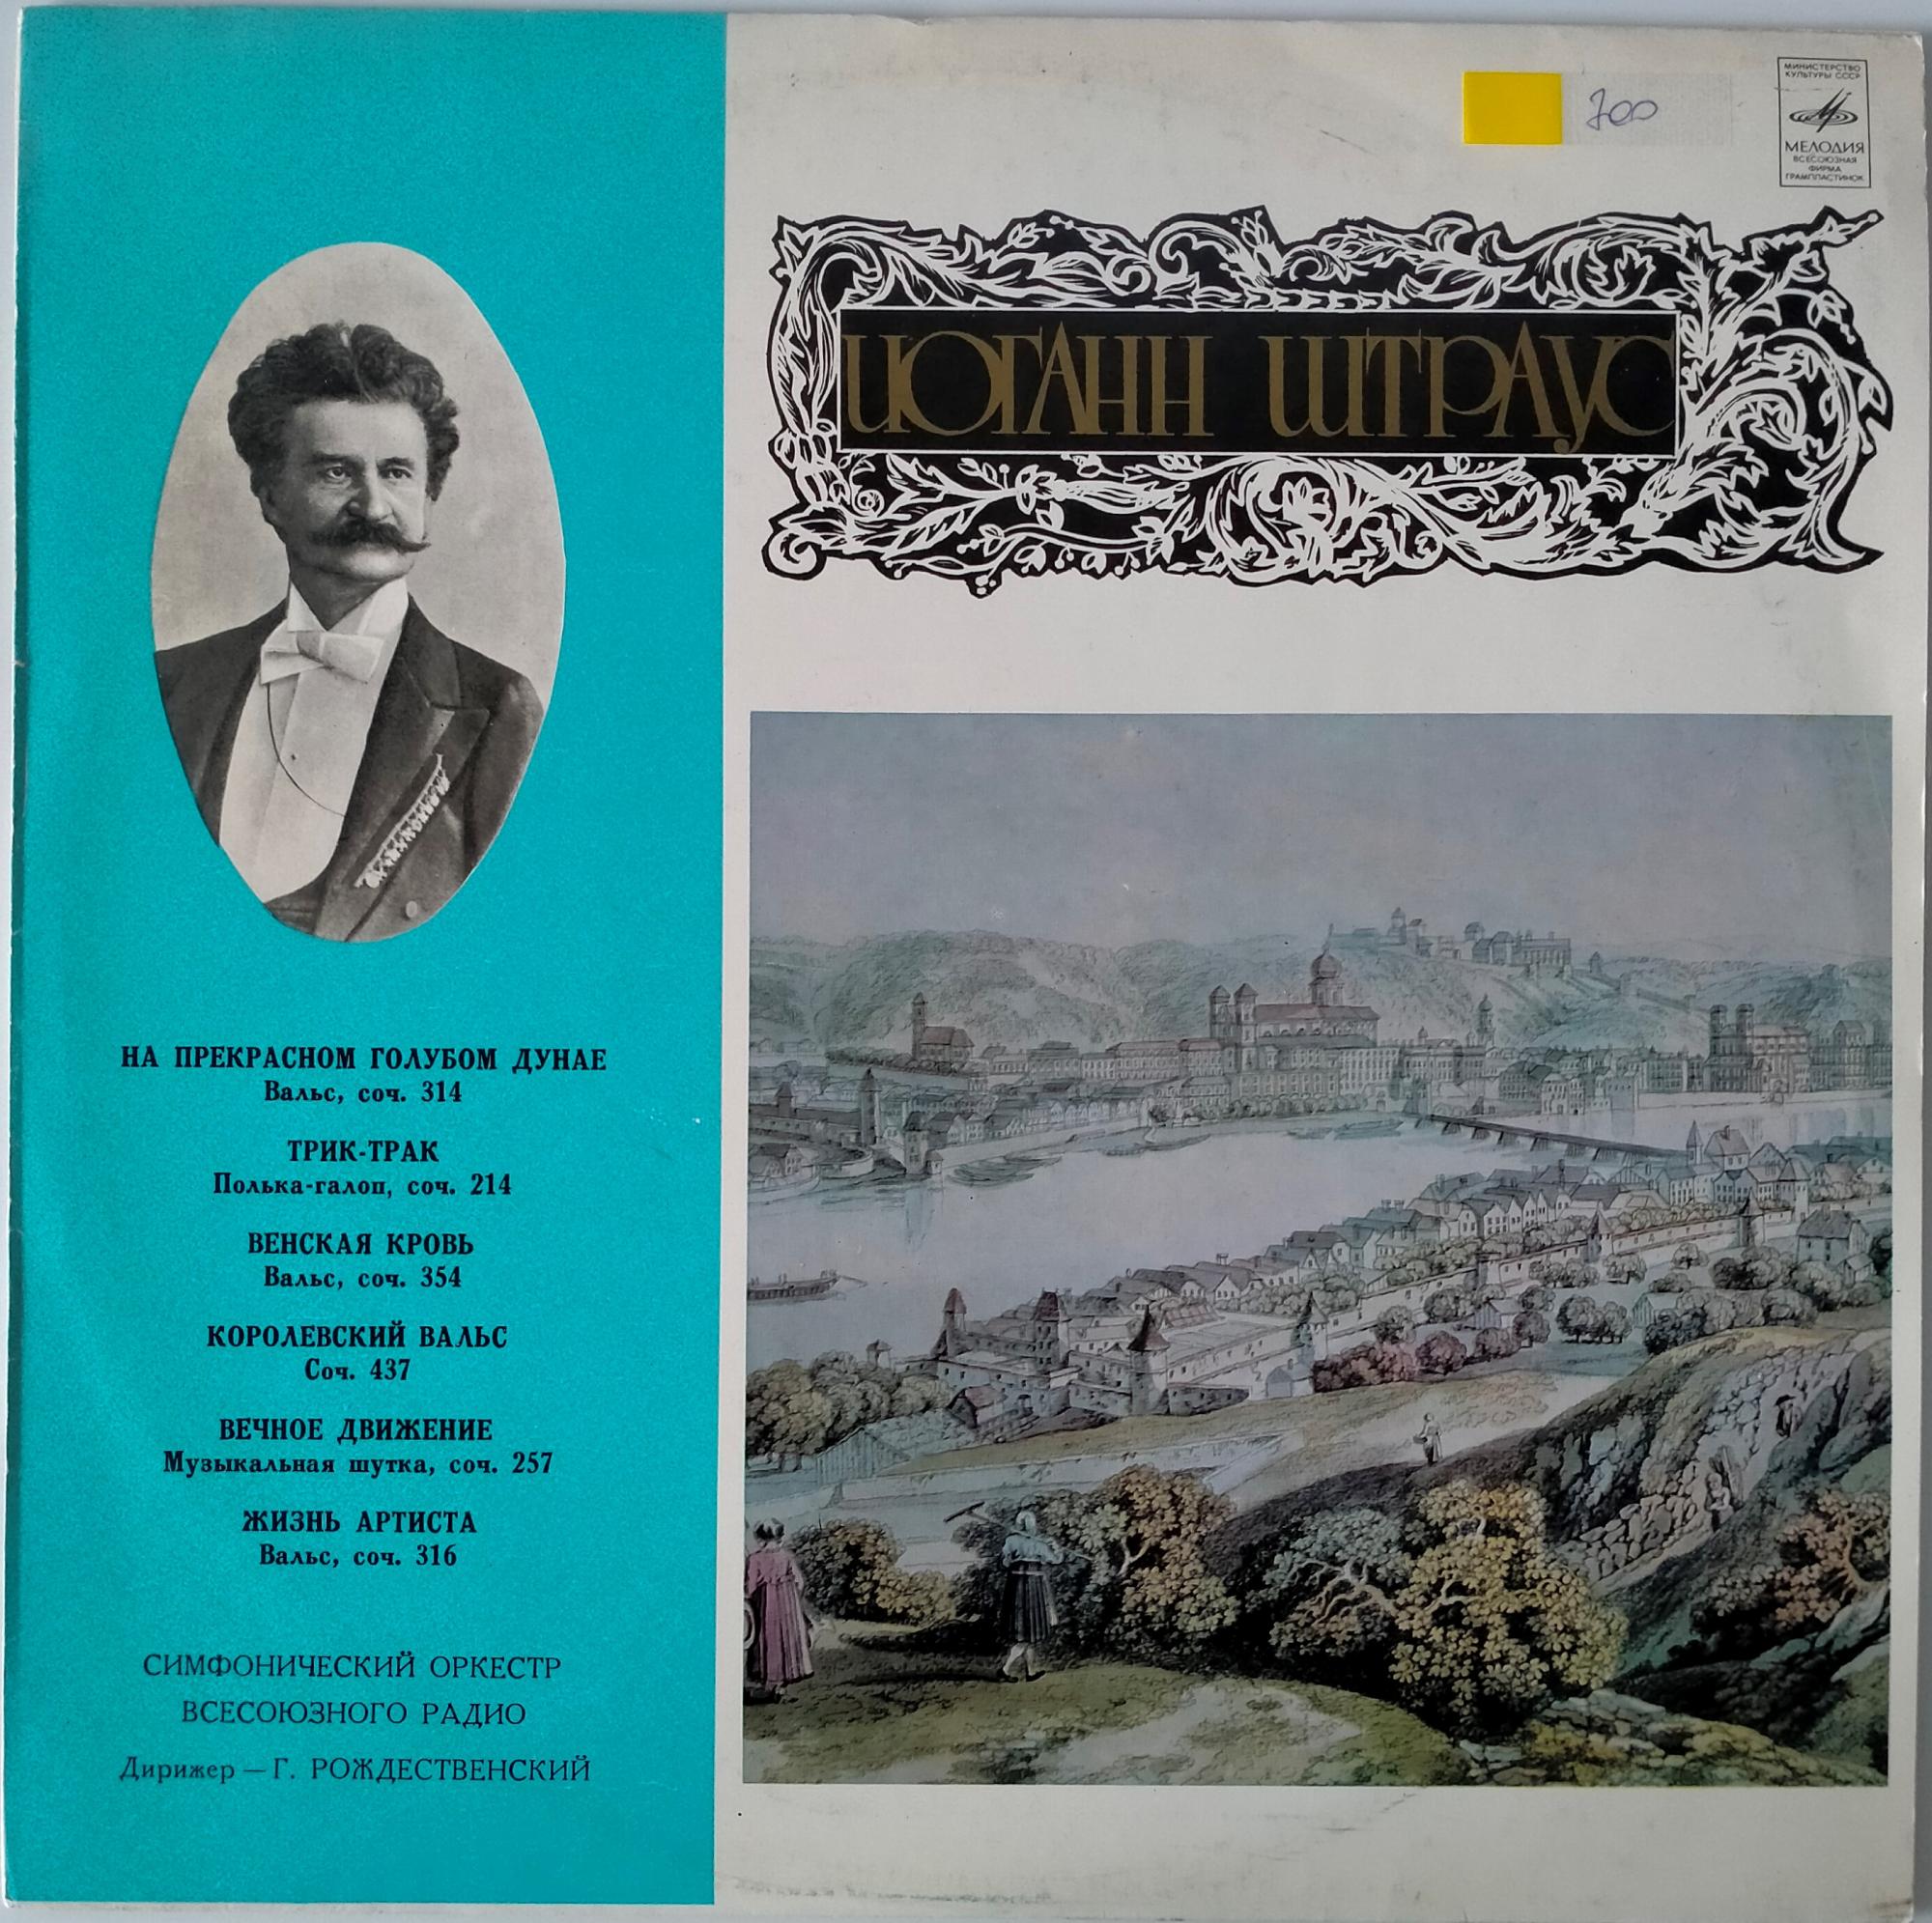 НА ПРЕКРАСНОМ ГОЛУБОМ ДУНАЕ
Вальс, соч. 314
ТРИК-ТРАК
Полька-галоп, соч. 214
ВЕНСКАЯ КРОВЬ
Вальс, соч. 354
КОРОЛЕВСКИЙ ВАЛЬС
Соч. 437
ВЕЧНОЕ ДВИЖЕНИЕ
Музыкальная шутка, соч. 257
ЖИЗНЬ АРТИСТА
Вальс, соч. 316
СИМФОНИЧЕСКИЙ ОРКЕСТР
ВСЕСОЮЗНОГО РАДИО
Дирижер — Г. РОЖДЕСТВЕНСКИЙ
700
МИНИСТЕРСТВО
КУЛЬТУРЫ СССР
МЕЛОДИЯ
ВСЕСОЮЗНАЯ
ФИРМА
ГРАМПЛАСТИНОК
ИОГАНН ШТРАУС